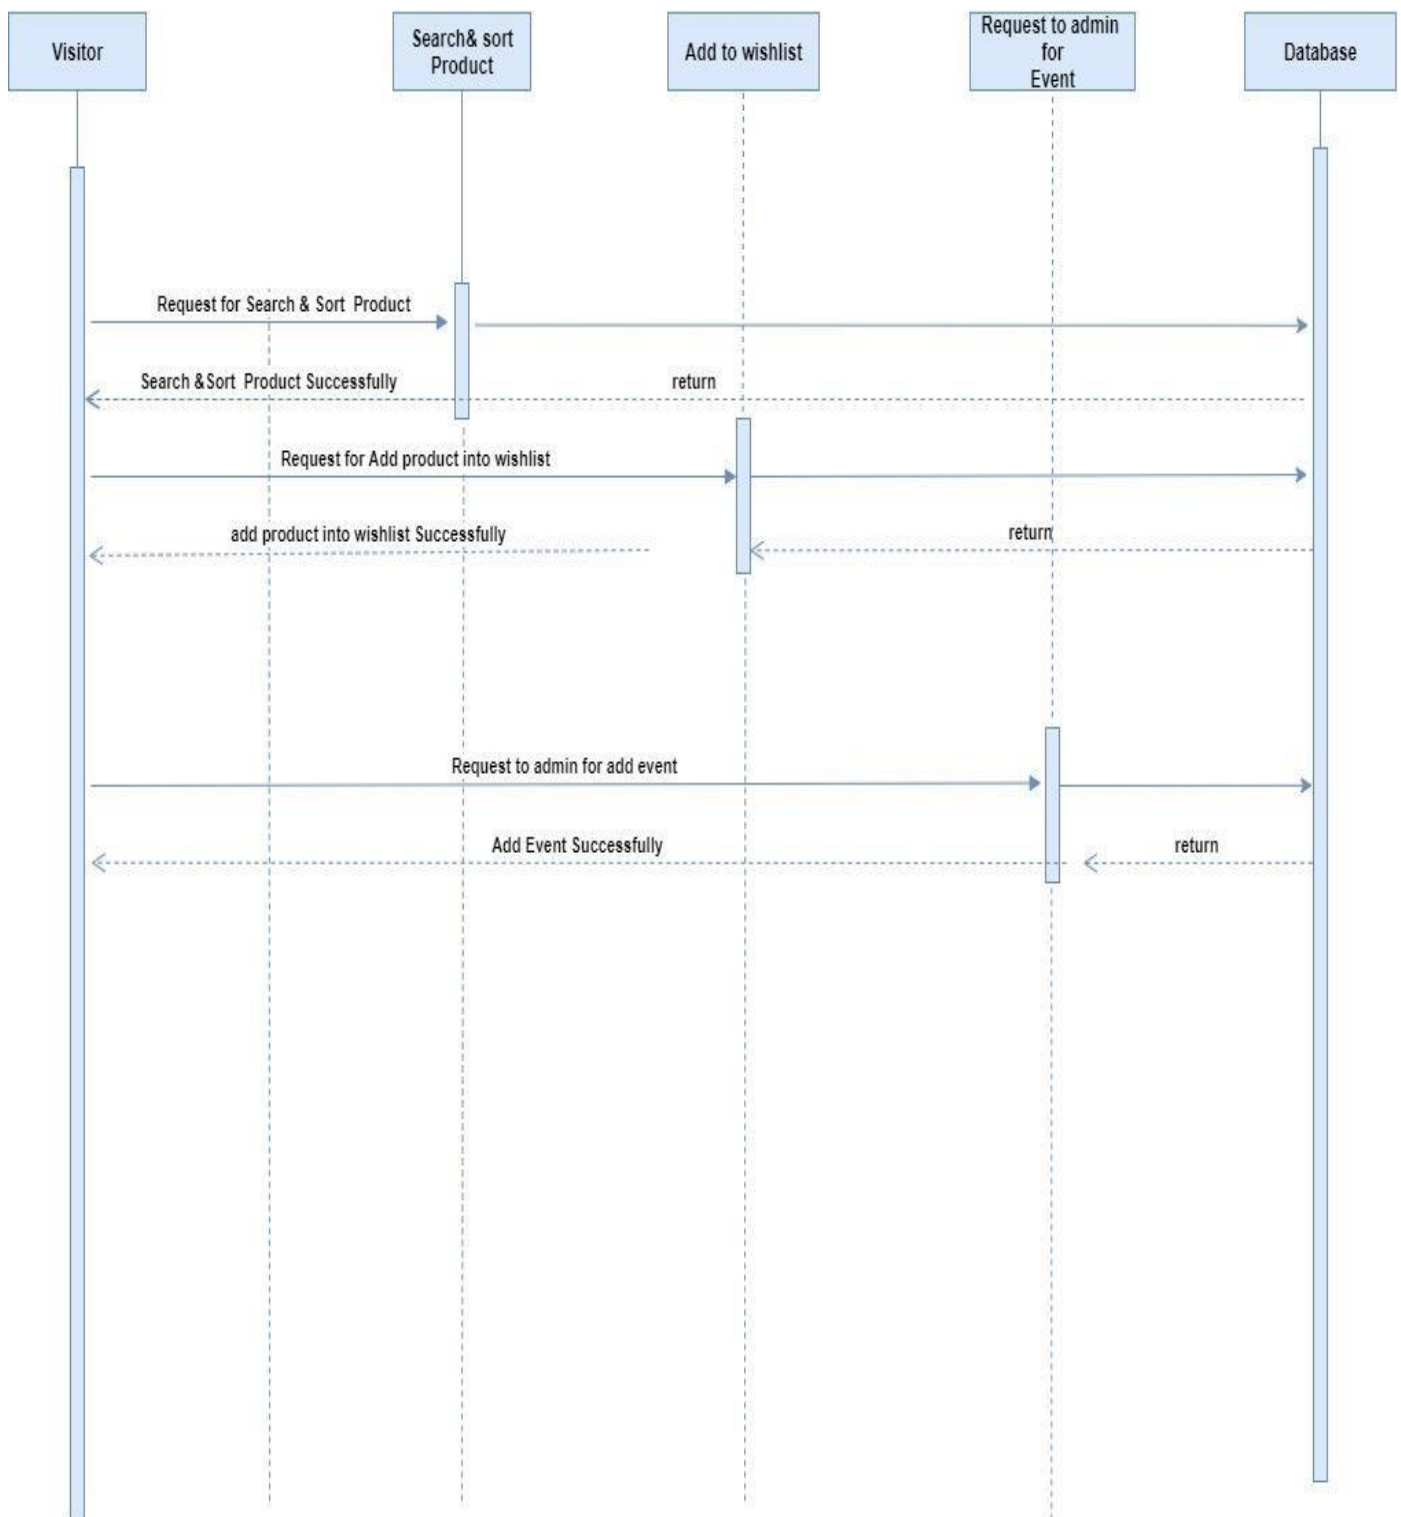 Visitor
Search& sort
Product
Add to wishlist
Request to admin
for
Event
Database
Request for Search & Sort Product
Search &Sort Product Successfully
return
Request for Add product into wishlist
add product into wishlist Successfully
return
Request to admin for add event
Add Event Successfully
return